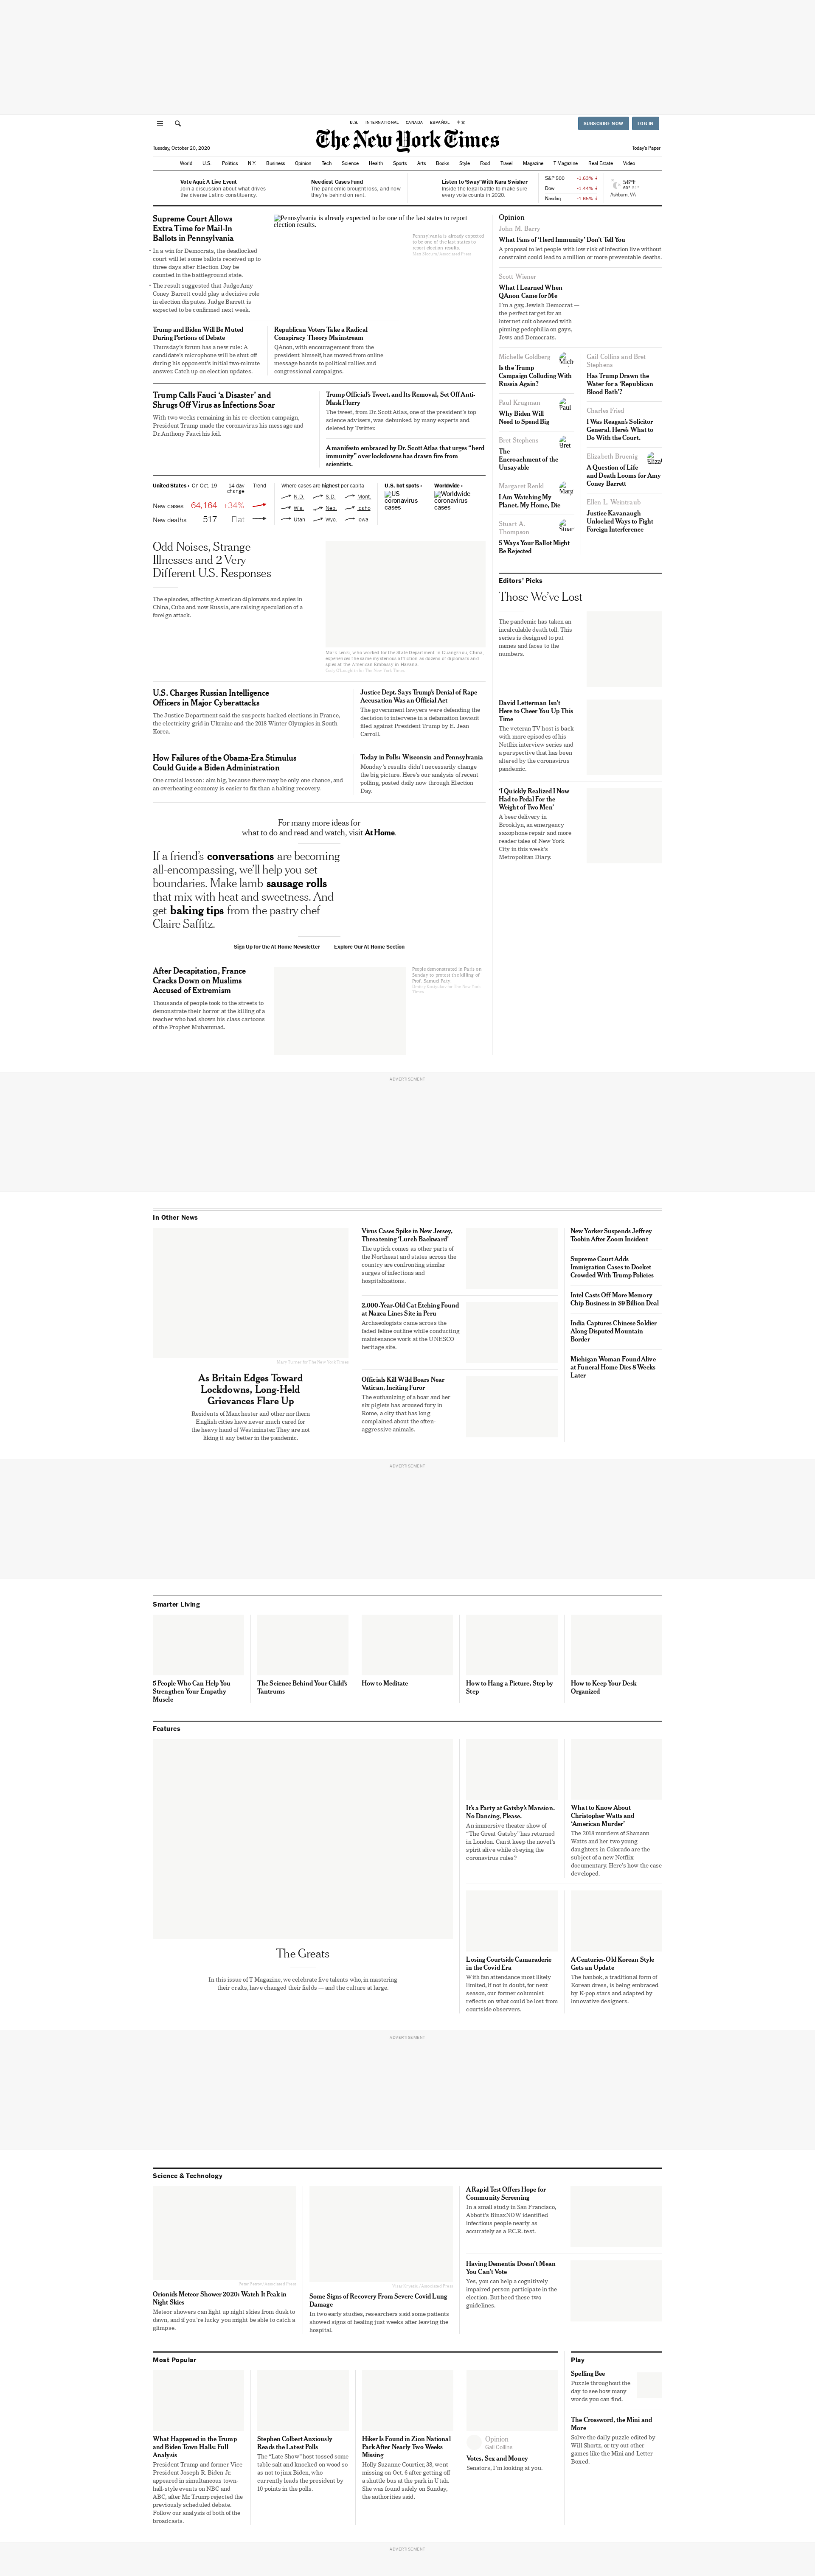 U.S.
INTERNATIONAL
CANADA
ESPAÑOL
中文
SUBSCRIBE NOW
LOG IN
The New York Times
Tuesday, October 20, 2020
Today's Paper
World
U.S.
Politics
N.Y.
Business
Opinion
Tech
Science
Health
Sports
Arts
Books
Style
Food
Travel
Magazine
T Magazine
Real Estate
Video
Vote Aquí: A Live Event
Join a discussion about what drives
the diverse Latino constituency.
Neediest Cases Fund
The pandemic brought loss, and now
they're behind on rent.
Listen to 'Sway' With Kara Swisher
Inside the legal battle to make sure
every vote counts in 2020.
S&P 500 -1.63% ↓
Dow -1.44% ↓
Nasdaq -1.65% ↓
56°F
Ashburn, VA
Supreme Court Allows
Extra Time for Mail-In
Ballots in Pennsylvania
• In a win for Democrats, the deadlocked
court will let some ballots received up to
three days after Election Day be
counted in the battleground state.
• The result suggested that Judge Amy
Coney Barrett could play a decisive role
in election disputes. Judge Barrett is
expected to be confirmed next week.
Pennsylvania is already expected to be one of the last states to report
election results.
Pennsylvania is already expected
to be one of the last states to
report election results.
Trump and Biden Will Be Muted
During Portions of Debate
Thursday's forum has a new rule: A
candidate's microphone will be shut off
during his opponent's initial two-minute
answer. Catch up on election updates.
Republican Voters Take a Radical
Conspiracy Theory Mainstream
QAnon, with encouragement from the
president himself, has moved from online
message boards to political rallies and
congressional campaigns.
Trump Calls Fauci 'a Disaster' and
Shrugs Off Virus as Infections Soar
With two weeks remaining in his re-election campaign,
President Trump made the coronavirus his message and
Dr. Anthony Fauci his foil.
Trump Official's Tweet, and Its Removal, Set Off Anti-
Mask Flurry
The tweet, from Dr. Scott Atlas, one of the president's top
science advisers, was debunked by many experts and
deleted by Twitter.
A manifesto embraced by Dr. Scott Atlas that urges "herd
immunity" over lockdowns has drawn fire from
scientists.
United States › On Oct. 19 14-day
change Trend
New cases 64,164 +34%
New deaths 517 Flat
Where cases are highest per capita
N.D. S.D. Mont.
Wis. Neb. Idaho
Utah Wyo. Iowa
U.S. hot spots ›
US
coronavirus
cases
Worldwide ›
Worldwide
coronavirus
cases
Odd Noises, Strange
Illnesses and 2 Very
Different U.S. Responses
The episodes, affecting American diplomats and spies in
China, Cuba and now Russia, are raising speculation of a
foreign attack.
Mark Lenzi, who worked for the State Department in Guangzhou, China,
experiences the same mysterious affliction as dozens of diplomats and
spies at the American Embassy in Havana.
U.S. Charges Russian Intelligence
Officers in Major Cyberattacks
The Justice Department said the suspects hacked elections in France,
the electricity grid in Ukraine and the 2018 Winter Olympics in South
Korea.
Justice Dept. Says Trump's Denial of Rape
Accusation Was an Official Act
The government lawyers were defending the
decision to intervene in a defamation lawsuit
filed against President Trump by E. Jean
Carroll.
How Failures of the Obama-Era Stimulus
Could Guide a Biden Administration
One crucial lesson: aim big, because there may be only one chance, and
an overheating economy is easier to fix than a halting recovery.
Today in Polls: Wisconsin and Pennsylvania
Monday's results didn't necessarily change
the big picture. Here's our analysis of recent
polling, posted daily now through Election
Day.
For many more ideas for
what to do and read and watch, visit At Home.
If a friend's conversations are becoming
all-encompassing, we'll help you set
boundaries. Make lamb sausage rolls
that mix with heat and sweetness. And
get baking tips from the pastry chef
Claire Saffitz.
Sign Up for the At Home Newsletter
Explore Our At Home Section
After Decapitation, France
Cracks Down on Muslims
Accused of Extremism
Thousands of people took to the streets to
demonstrate their horror at the killing of a
teacher who had shown his class cartoons
of the Prophet Muhammad.
People demonstrated in Paris on
Sunday to protest the killing of
Prof. Samuel Paty.
Opinion
John M. Barry
What Fans of 'Herd Immunity' Don't Tell You
A proposal to let people with low risk of infection live without
constraint could lead to a million or more preventable deaths.
Scott Wiener
What I Learned When
QAnon Came for Me
I'm a gay, Jewish Democrat —
the perfect target for an
internet cult obsessed with
pinning pedophilia on gays,
Jews and Democrats.
Michelle Goldberg
Is the Trump
Campaign Colluding With
Russia Again?
Paul Krugman
Why Biden Will
Need to Spend Big
Bret Stephens
The
Encroachment of the
Unsayable
Margaret Renkl
I Am Watching My
Planet, My Home, Die
Stuart A.
Thompson
5 Ways Your Ballot Might
Be Rejected
Gail Collins and Bret
Stephens
Has Trump Drawn the
Water for a 'Republican
Blood Bath'?
Charles Fried
I Was Reagan's Solicitor
General. Here's What to
Do With the Court.
Elizabeth Bruenig
A Question of Life
and Death Looms for Amy
Coney Barrett
Ellen L. Weintraub
Justice Kavanaugh
Unlocked Ways to Fight
Foreign Interference
Editors' Picks
Those We've Lost
The pandemic has taken an
incalculable death toll. This
series is designed to put
names and faces to the
numbers.
David Letterman Isn't
Here to Cheer You Up This
Time
The veteran TV host is back
with more episodes of his
Netflix interview series and
a perspective that has been
altered by the coronavirus
pandemic.
'I Quickly Realized I Now
Had to Pedal For the
Weight of Two Men'
A beer delivery in
Brooklyn, an emergency
saxophone repair and more
reader tales of New York
City in this week's
Metropolitan Diary.
ADVERTISEMENT
In Other News
As Britain Edges Toward
Lockdowns, Long-Held
Grievances Flare Up
Residents of Manchester and other northern
English cities have never much cared for
the heavy hand of Westminster. They are not
liking it any better in the pandemic.
Virus Cases Spike in New Jersey,
Threatening 'Lurch Backward'
The uptick comes as other parts of
the Northeast and states across the
country are confronting similar
surges of infections and
hospitalizations.
2,000-Year-Old Cat Etching Found
at Nazca Lines Site in Peru
Archaeologists came across the
faded feline outline while conducting
maintenance work at the UNESCO
heritage site.
Officials Kill Wild Boars Near
Vatican, Inciting Furor
The euthanizing of a boar and her
six piglets has aroused fury in
Rome, a city that has long
complained about the often-
aggressive animals.
New Yorker Suspends Jeffrey
Toobin After Zoom Incident
Supreme Court Adds
Immigration Cases to Docket
Crowded With Trump Policies
Intel Casts Off More Memory
Chip Business in $9 Billion Deal
India Captures Chinese Soldier
Along Disputed Mountain
Border
Michigan Woman Found Alive
at Funeral Home Dies 8 Weeks
Later
ADVERTISEMENT
Smarter Living
5 People Who Can Help You
Strengthen Your Empathy
Muscle
The Science Behind Your Child's
Tantrums
How to Meditate
How to Hang a Picture, Step by
Step
How to Keep Your Desk
Organized
Features
The Greats
In this issue of T Magazine, we celebrate five talents who, in mastering
their crafts, have changed their fields — and the culture at large.
It's a Party at Gatsby's Mansion.
No Dancing, Please.
An immersive theater show of
"The Great Gatsby" has returned
in London. Can it keep the novel's
spirit alive while obeying the
coronavirus rules?
What to Know About
Christopher Watts and
'American Murder'
The 2018 murders of Shanann
Watts and her two young
daughters in Colorado are the
subject of a new Netflix
documentary. Here's how the case
developed.
Losing Courtside Camaraderie
in the Covid Era
With fan attendance most likely
limited, if not in doubt, for next
season, our former columnist
reflects on what could be lost from
courtside observers.
A Centuries-Old Korean Style
Gets an Update
The hanbok, a traditional form of
Korean dress, is being embraced
by K-pop stars and adapted by
innovative designers.
ADVERTISEMENT
Science & Technology
Orionids Meteor Shower 2020: Watch It Peak in
Night Skies
Meteor showers can light up night skies from dusk to
dawn, and if you're lucky you might be able to catch a
glimpse.
Some Signs of Recovery From Severe Covid Lung
Damage
In two early studies, researchers said some patients
showed signs of healing just weeks after leaving the
hospital.
A Rapid Test Offers Hope for
Community Screening
In a small study in San Francisco,
Abbott's BinaxNOW identified
infectious people nearly as
accurately as a P.C.R. test.
Having Dementia Doesn't Mean
You Can't Vote
Yes, you can help a cognitively
impaired person participate in the
election. But heed these two
guidelines.
Most Popular
What Happened in the Trump
and Biden Town Halls: Full
Analysis
President Trump and former Vice
President Joseph R. Biden Jr.
appeared in simultaneous town-
hall-style events on NBC and
ABC, after Mr. Trump rejected the
previously scheduled debate.
Follow our analysis of both of the
broadcasts.
Stephen Colbert Anxiously
Reads the Latest Polls
The "Late Show" host tossed some
table salt and knocked on wood so
as not to jinx Biden, who
currently leads the president by
10 points in the polls.
Hiker Is Found in Zion National
Park After Nearly Two Weeks
Missing
Holly Suzanne Courtier, 38, went
missing on Oct. 6 after getting off
a shuttle bus at the park in Utah.
She was found safely on Sunday,
the authorities said.
Opinion
Gail Collins
Votes, Sex and Money
Senators, I'm looking at you.
Play
Spelling Bee
Puzzle throughout the
day to see how many
words you can find.
The Crossword, the Mini and
More
Solve the daily puzzle edited by
Will Shortz, or try out other
games like the Mini and Letter
Boxed.
ADVERTISEMENT